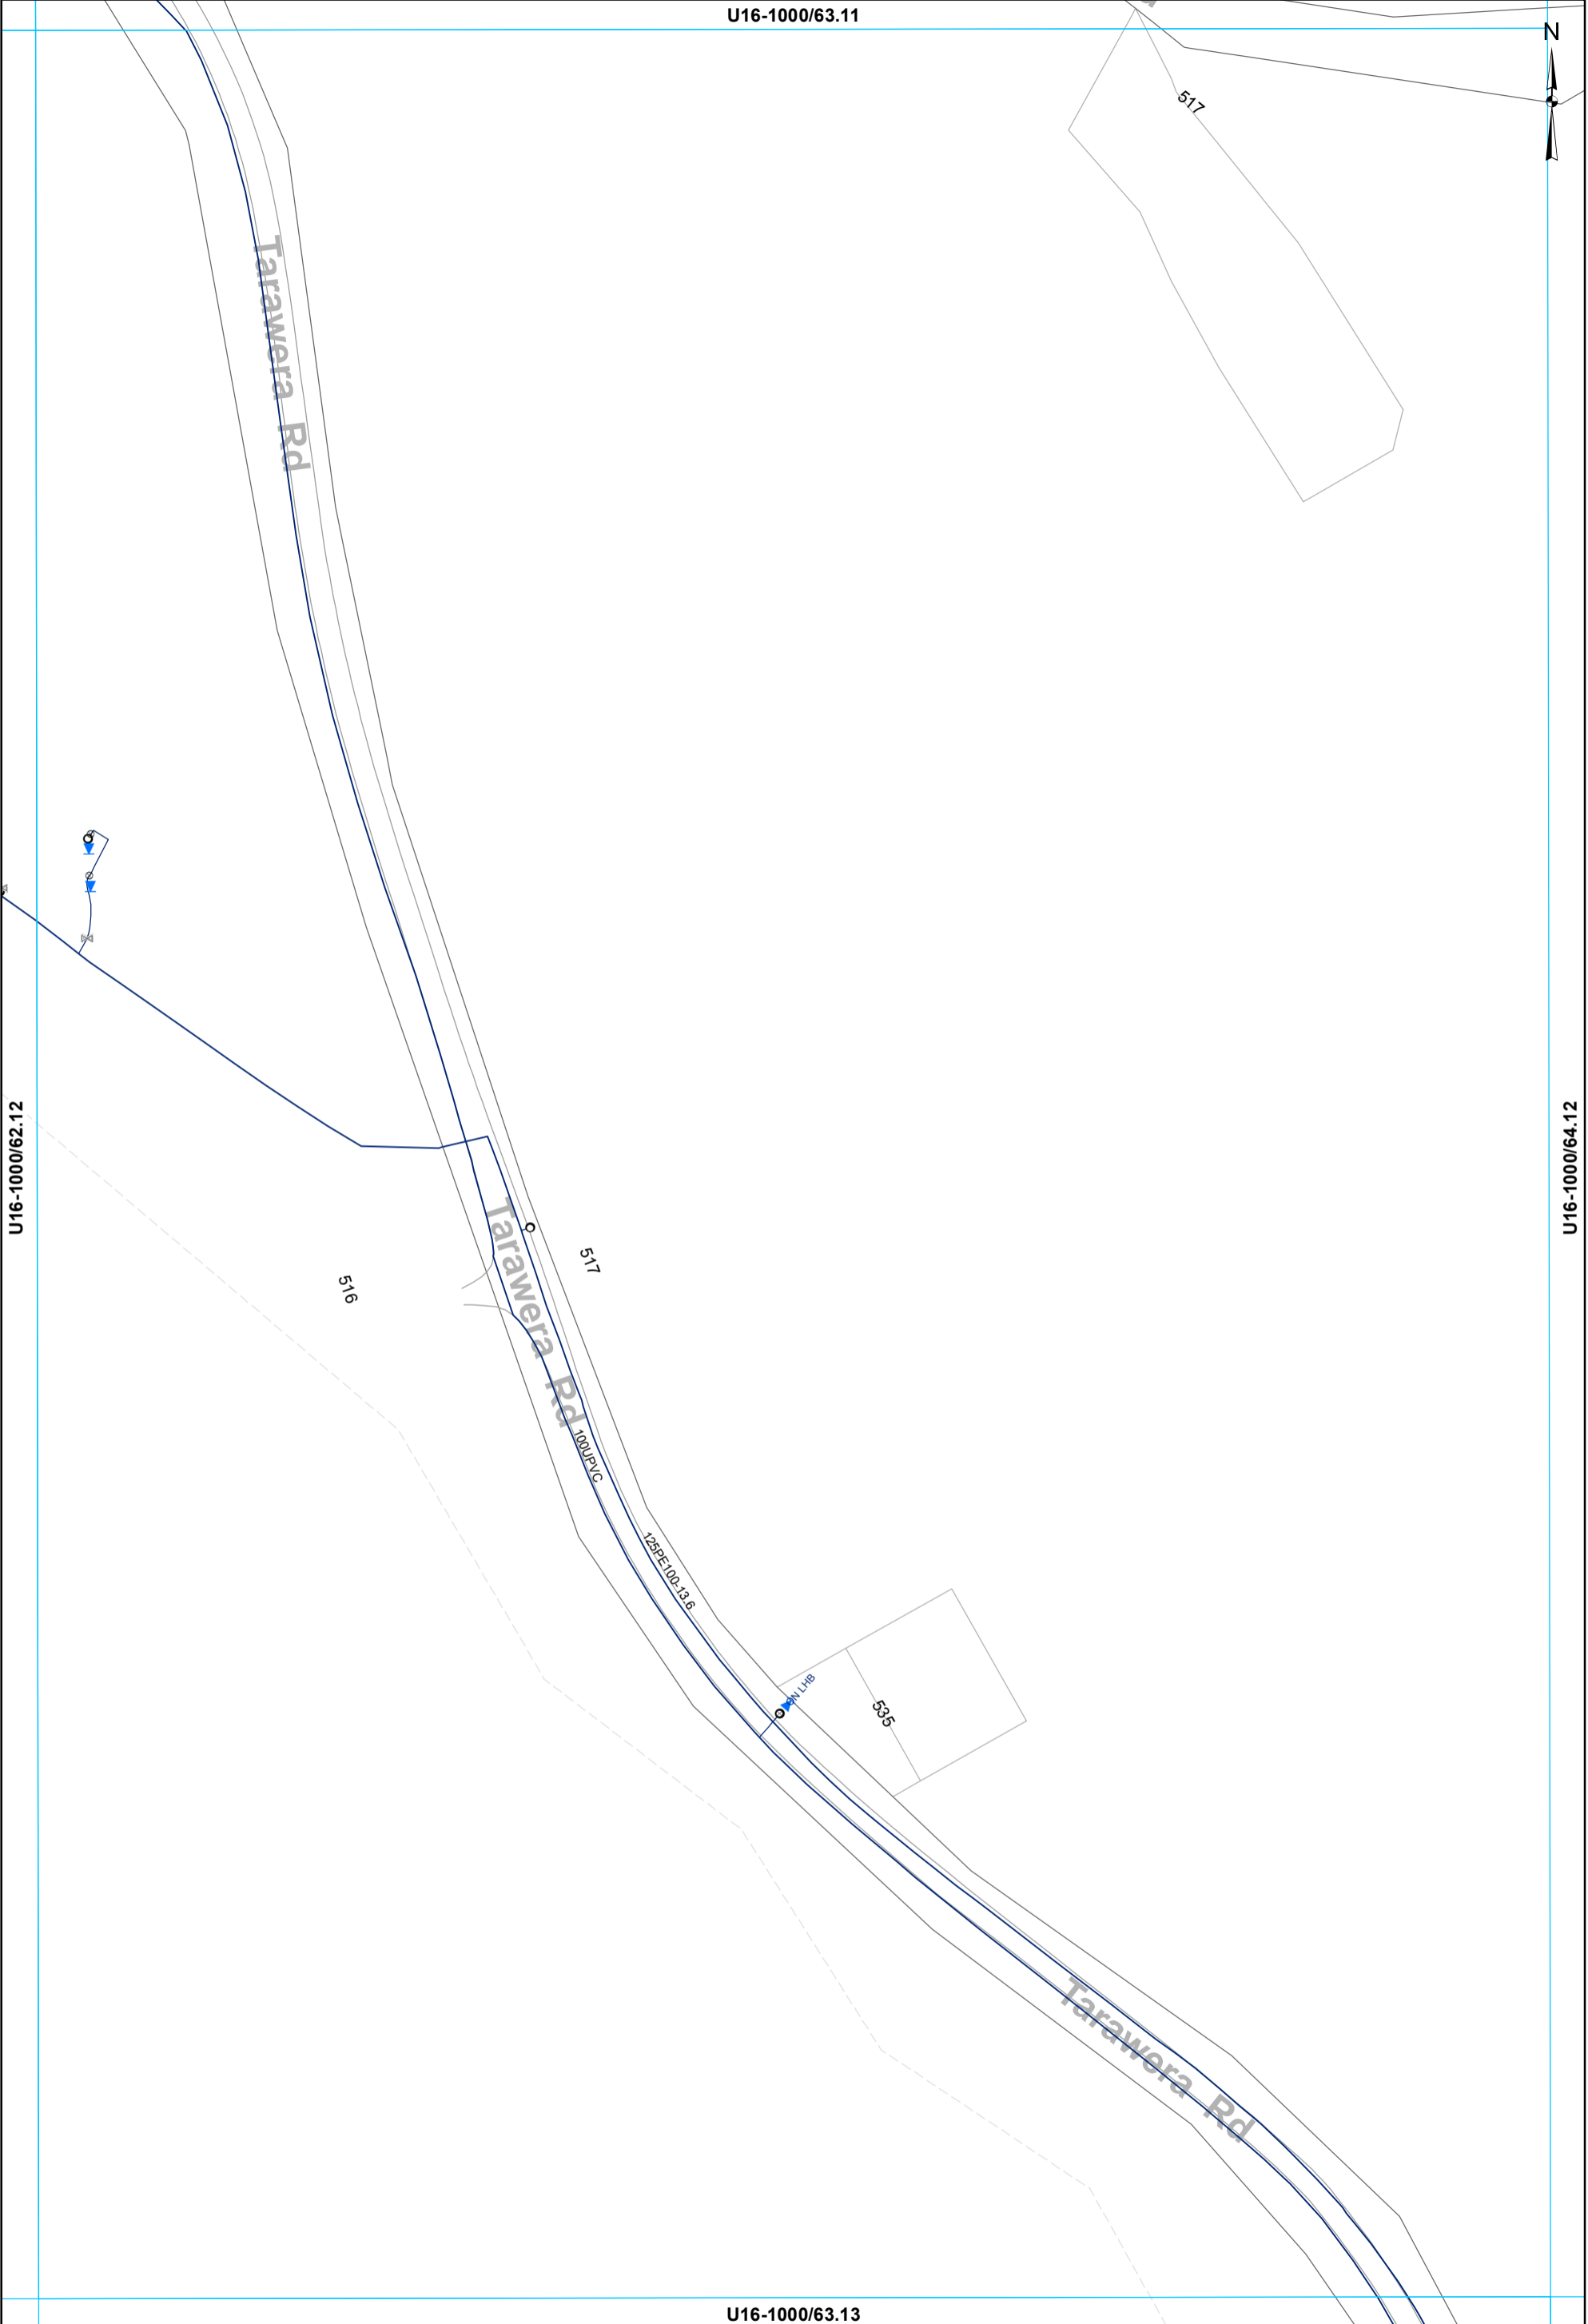 U16-1000/63.11
N
517
Tarawera Rd
U16-1000/62.12
U16-1000/64.12
517
516
Tarawera Rd
100UPVC
125PE100-13.6
LHB
535
Tarawera Rd
U16-1000/63.13